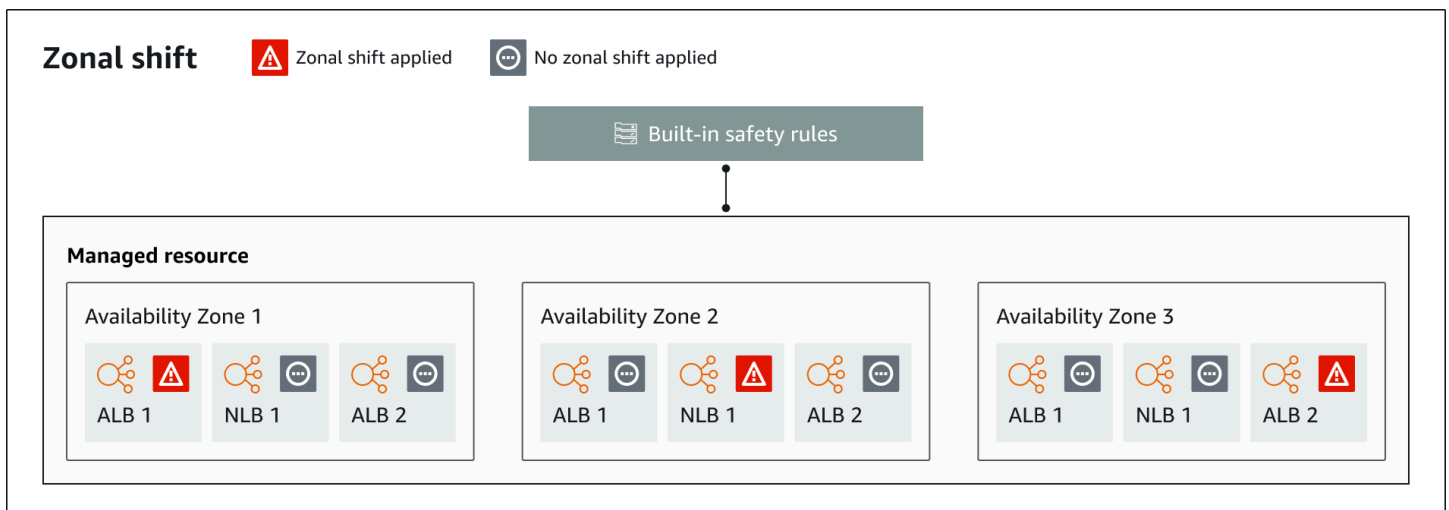 Zonal shift
Zonal shift applied
No zonal shift applied
Built-in safety rules
Managed resource
Availability Zone 1
ALB 1
NLB 1
ALB 2
Availability Zone 2
ALB 1
NLB 1
ALB 2
Availability Zone 3
ALB 1
NLB 1
ALB 2